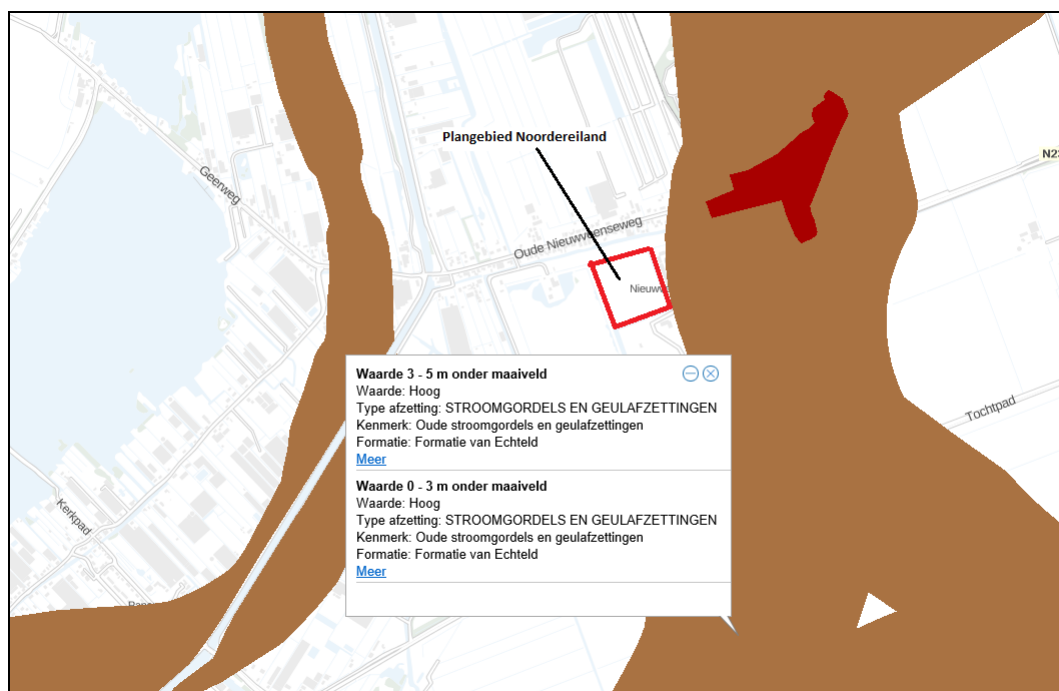 Plangebied Noordereiland
N23
Geerweg
Oude Nieuwveenseweg
Nieuwv
Waarde 3 - 5 m onder maaiveld
Waarde: Hoog
Type afzetting: STROOMGORDELS EN GEULAFZETTINGEN
Kenmerk: Oude stroomgordels en geulafzettingen
Formatie: Formatie van Echteld
Meer
Waarde 0 - 3 m onder maaiveld
Waarde: Hoog
Type afzetting: STROOMGORDELS EN GEULAFZETTINGEN
Kenmerk: Oude stroomgordels en geulafzettingen
Formatie: Formatie van Echteld
Meer
Tochtpad
Kerkpad